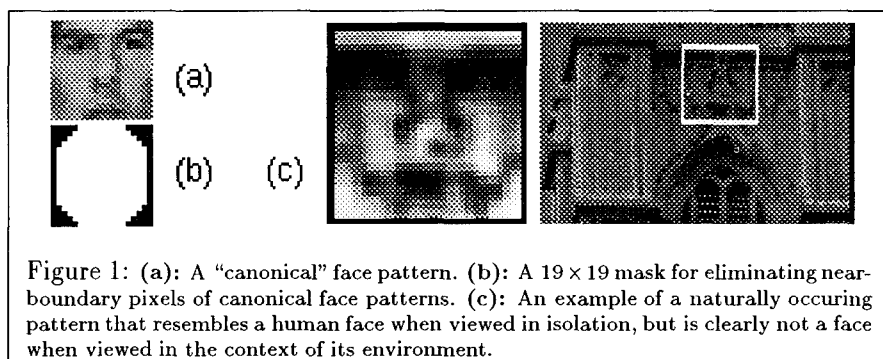 (a)
(b)
(c)
Figure 1: (a): A “canonical” face pattern. (b): A 19 × 19 mask for eliminating near-
boundary pixels of canonical face patterns. (c): An example of a naturally occuring
pattern that resembles a human face when viewed in isolation, but is clearly not a face
when viewed in the context of its environment.